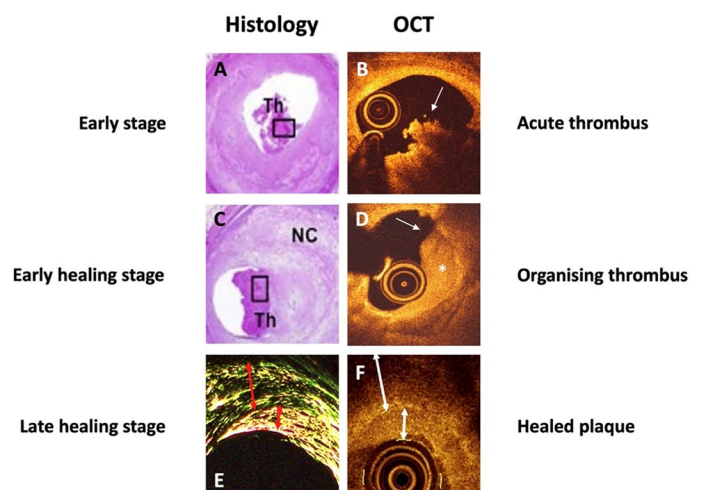 Histology OCT
A B
Th
Early stage
Acute thrombus
C D
NC
Early healing stage
* Organising thrombus
Th
F
Late healing stage
Healed plaque
E